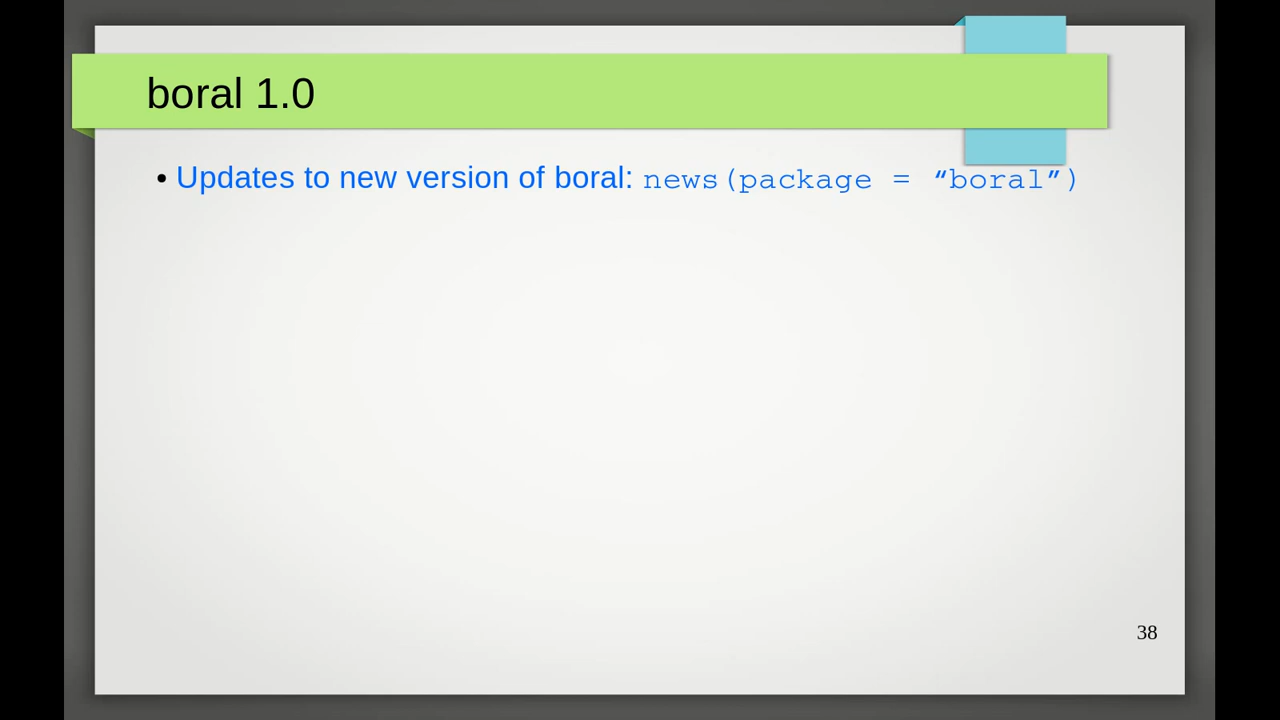 boral 1.0
• Updates to new version of boral: news(package = “boral”)
38